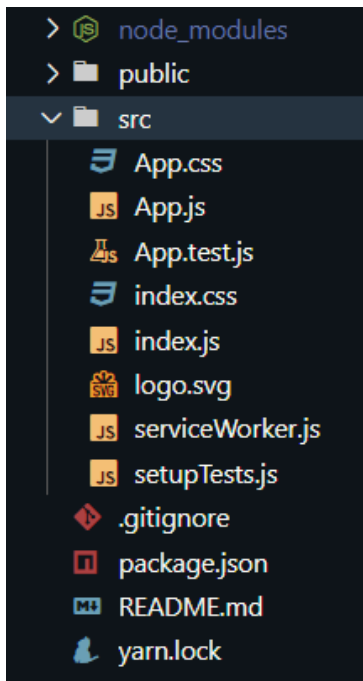 node_modules
public
src
App.css
App.js
App.test.js
index.css
index.js
logo.svg
serviceWorker.js
setupTests.js
.gitignore
package.json
README.md
yarn.lock